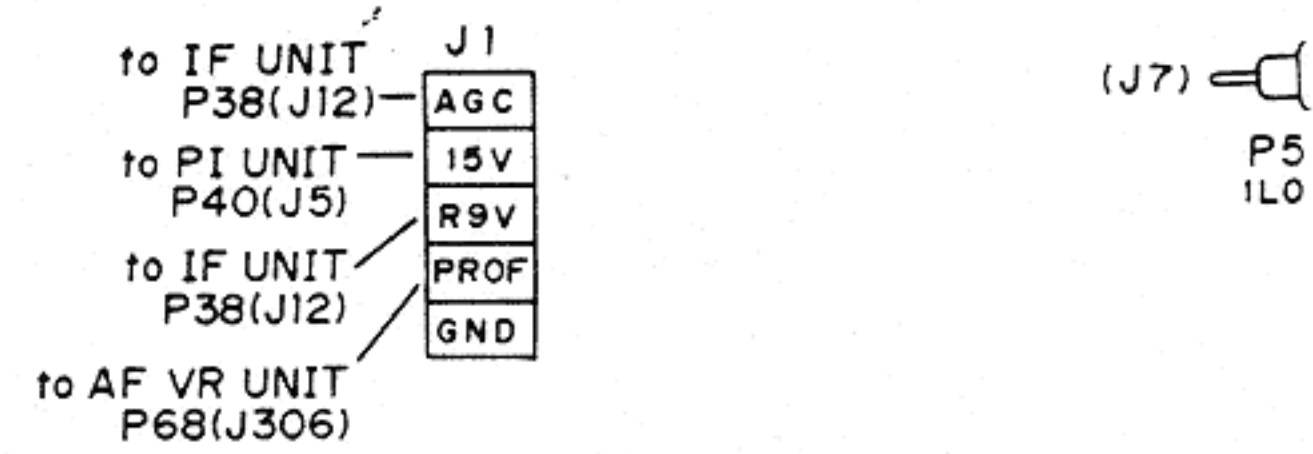 J1
to IF UNIT
P38(J12)
AGC
to PI UNIT
P40(J5)
15V
to IF UNIT
P38(J12)
R9V
to AF VR UNIT
P68(J306)
PROF
GND
(J7)
P5
1LO